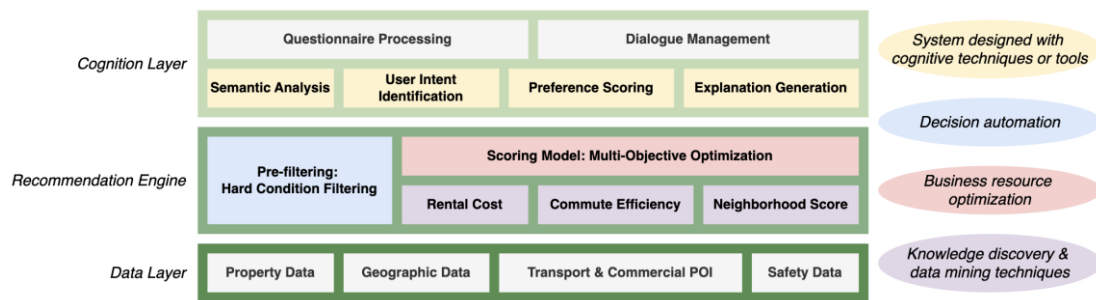 Cognition Layer
Questionnaire Processing
Dialogue Management
Semantic Analysis
User Intent
Identification
Preference Scoring
Explanation Generation
Recommendation Engine
Pre-filtering:
Hard Condition Filtering
Scoring Model: Multi-Objective Optimization
Rental Cost
Commute Efficiency
Neighborhood Score
Data Layer
Property Data
Geographic Data
Transport & Commercial POI
Safety Data
System designed with
cognitive techniques or tools
Decision automation
Business resource
optimization
Knowledge discovery &
data mining techniques